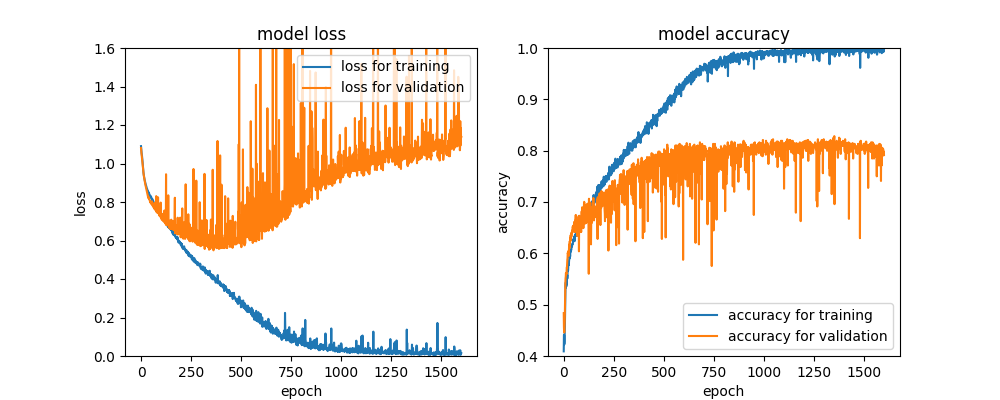 model loss
loss
1.6
1.4
1.2
1.0
0.8
0.6
0.4
0.2
0.0
loss for training
loss for validation
0 250 500 750 1000 1250 1500
epoch
model accuracy
accuracy
1.0
0.9
0.8
0.7
0.6
0.5
0.4
accuracy for training
accuracy for validation
0 250 500 750 1000 1250 1500
epoch